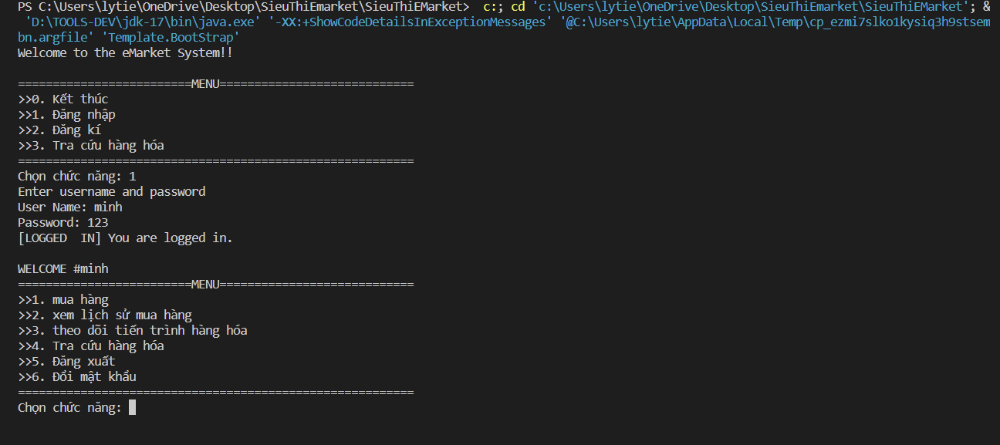 PS C:\Users\lytie\OneDrive\Desktop\SieuThiEmarket\SieuThiEMarket>  c:; cd 'c:\Users\lytie\OneDrive\Desktop\SieuThiEmarket\SieuThiEMarket'; &
'D:\TOOLS-DEV\jdk-17\bin\java.exe' '-XX:+ShowCodeDetailsInExceptionMessages' '@C:\Users\lytie\AppData\Local\Temp\cp_ezmi7slko1kysiq3h9stsem
bn.argfile' 'Template.BootStrap'
Welcome to the eMarket System!!
=========================MENU============================
>>0. Kết thúc
>>1. Đăng nhập
>>2. Đăng kí
>>3. Tra cứu hàng hóa
=========================================================
Chọn chức năng: 1
Enter username and password
User Name: minh
Password: 123
[LOGGED  IN] You are logged in.
WELCOME #minh
=========================MENU============================
>>1. mua hàng
>>2. xem lịch sử mua hàng
>>3. theo dõi tiến trình hàng hóa
>>4. Tra cứu hàng hóa
>>5. Đăng xuất
>>6. Đổi mật khẩu
=========================================================
Chọn chức năng: